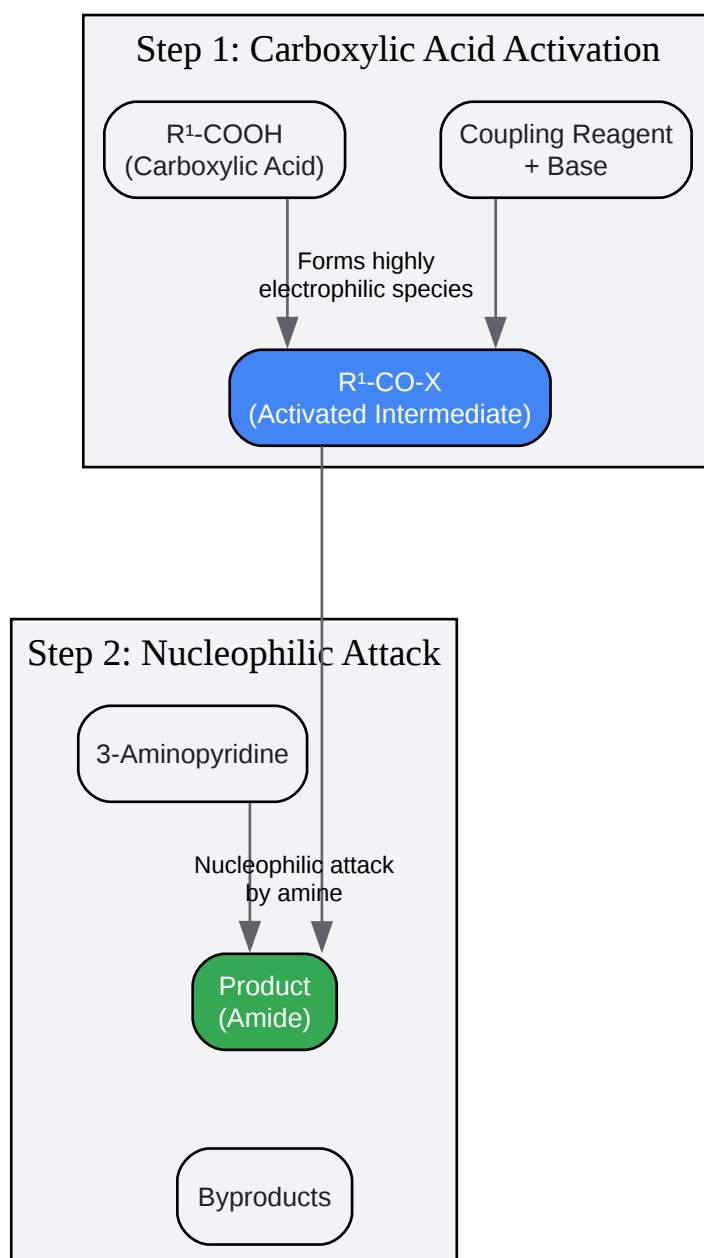 Step 1: Carboxylic Acid Activation
R¹-COOH
(Carboxylic Acid)
Coupling Reagent
+ Base
Forms highly
electrophilic species
R¹-CO-X
(Activated Intermediate)
Step 2: Nucleophilic Attack
3-Aminopyridine
Nucleophilic attack
by amine
Product
(Amide)
Byproducts